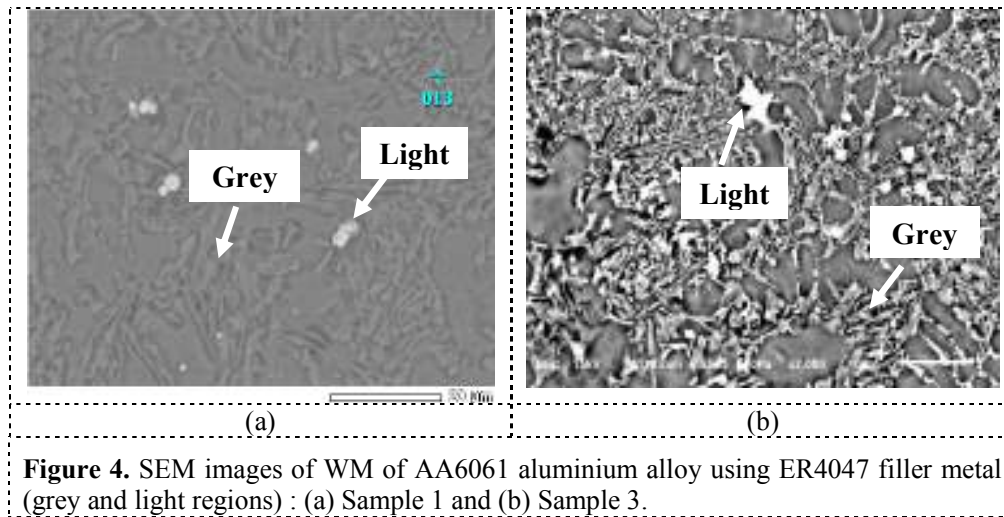 013
Grey
Light
Light
Grey
(a)
(b)
Figure 4. SEM images of WM of AA6061 aluminium alloy using ER4047 filler metal
(grey and light regions) : (a) Sample 1 and (b) Sample 3.